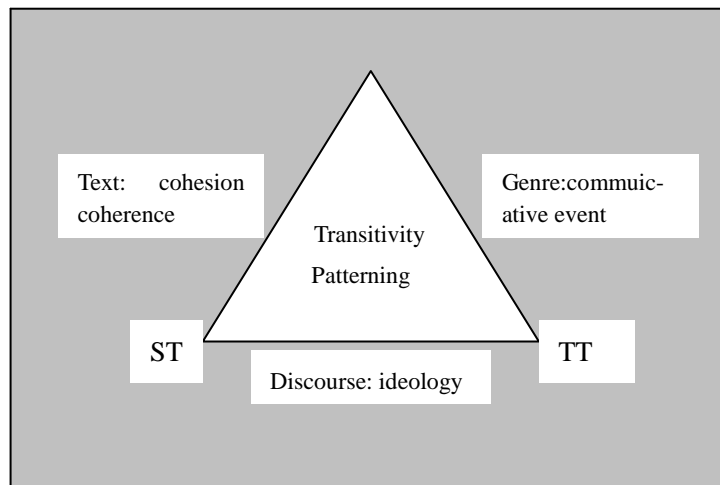 Text: cohesion
coherence
Genre:commuic-
ative event
Transitivity
Patterning
ST
TT
Discourse: ideology